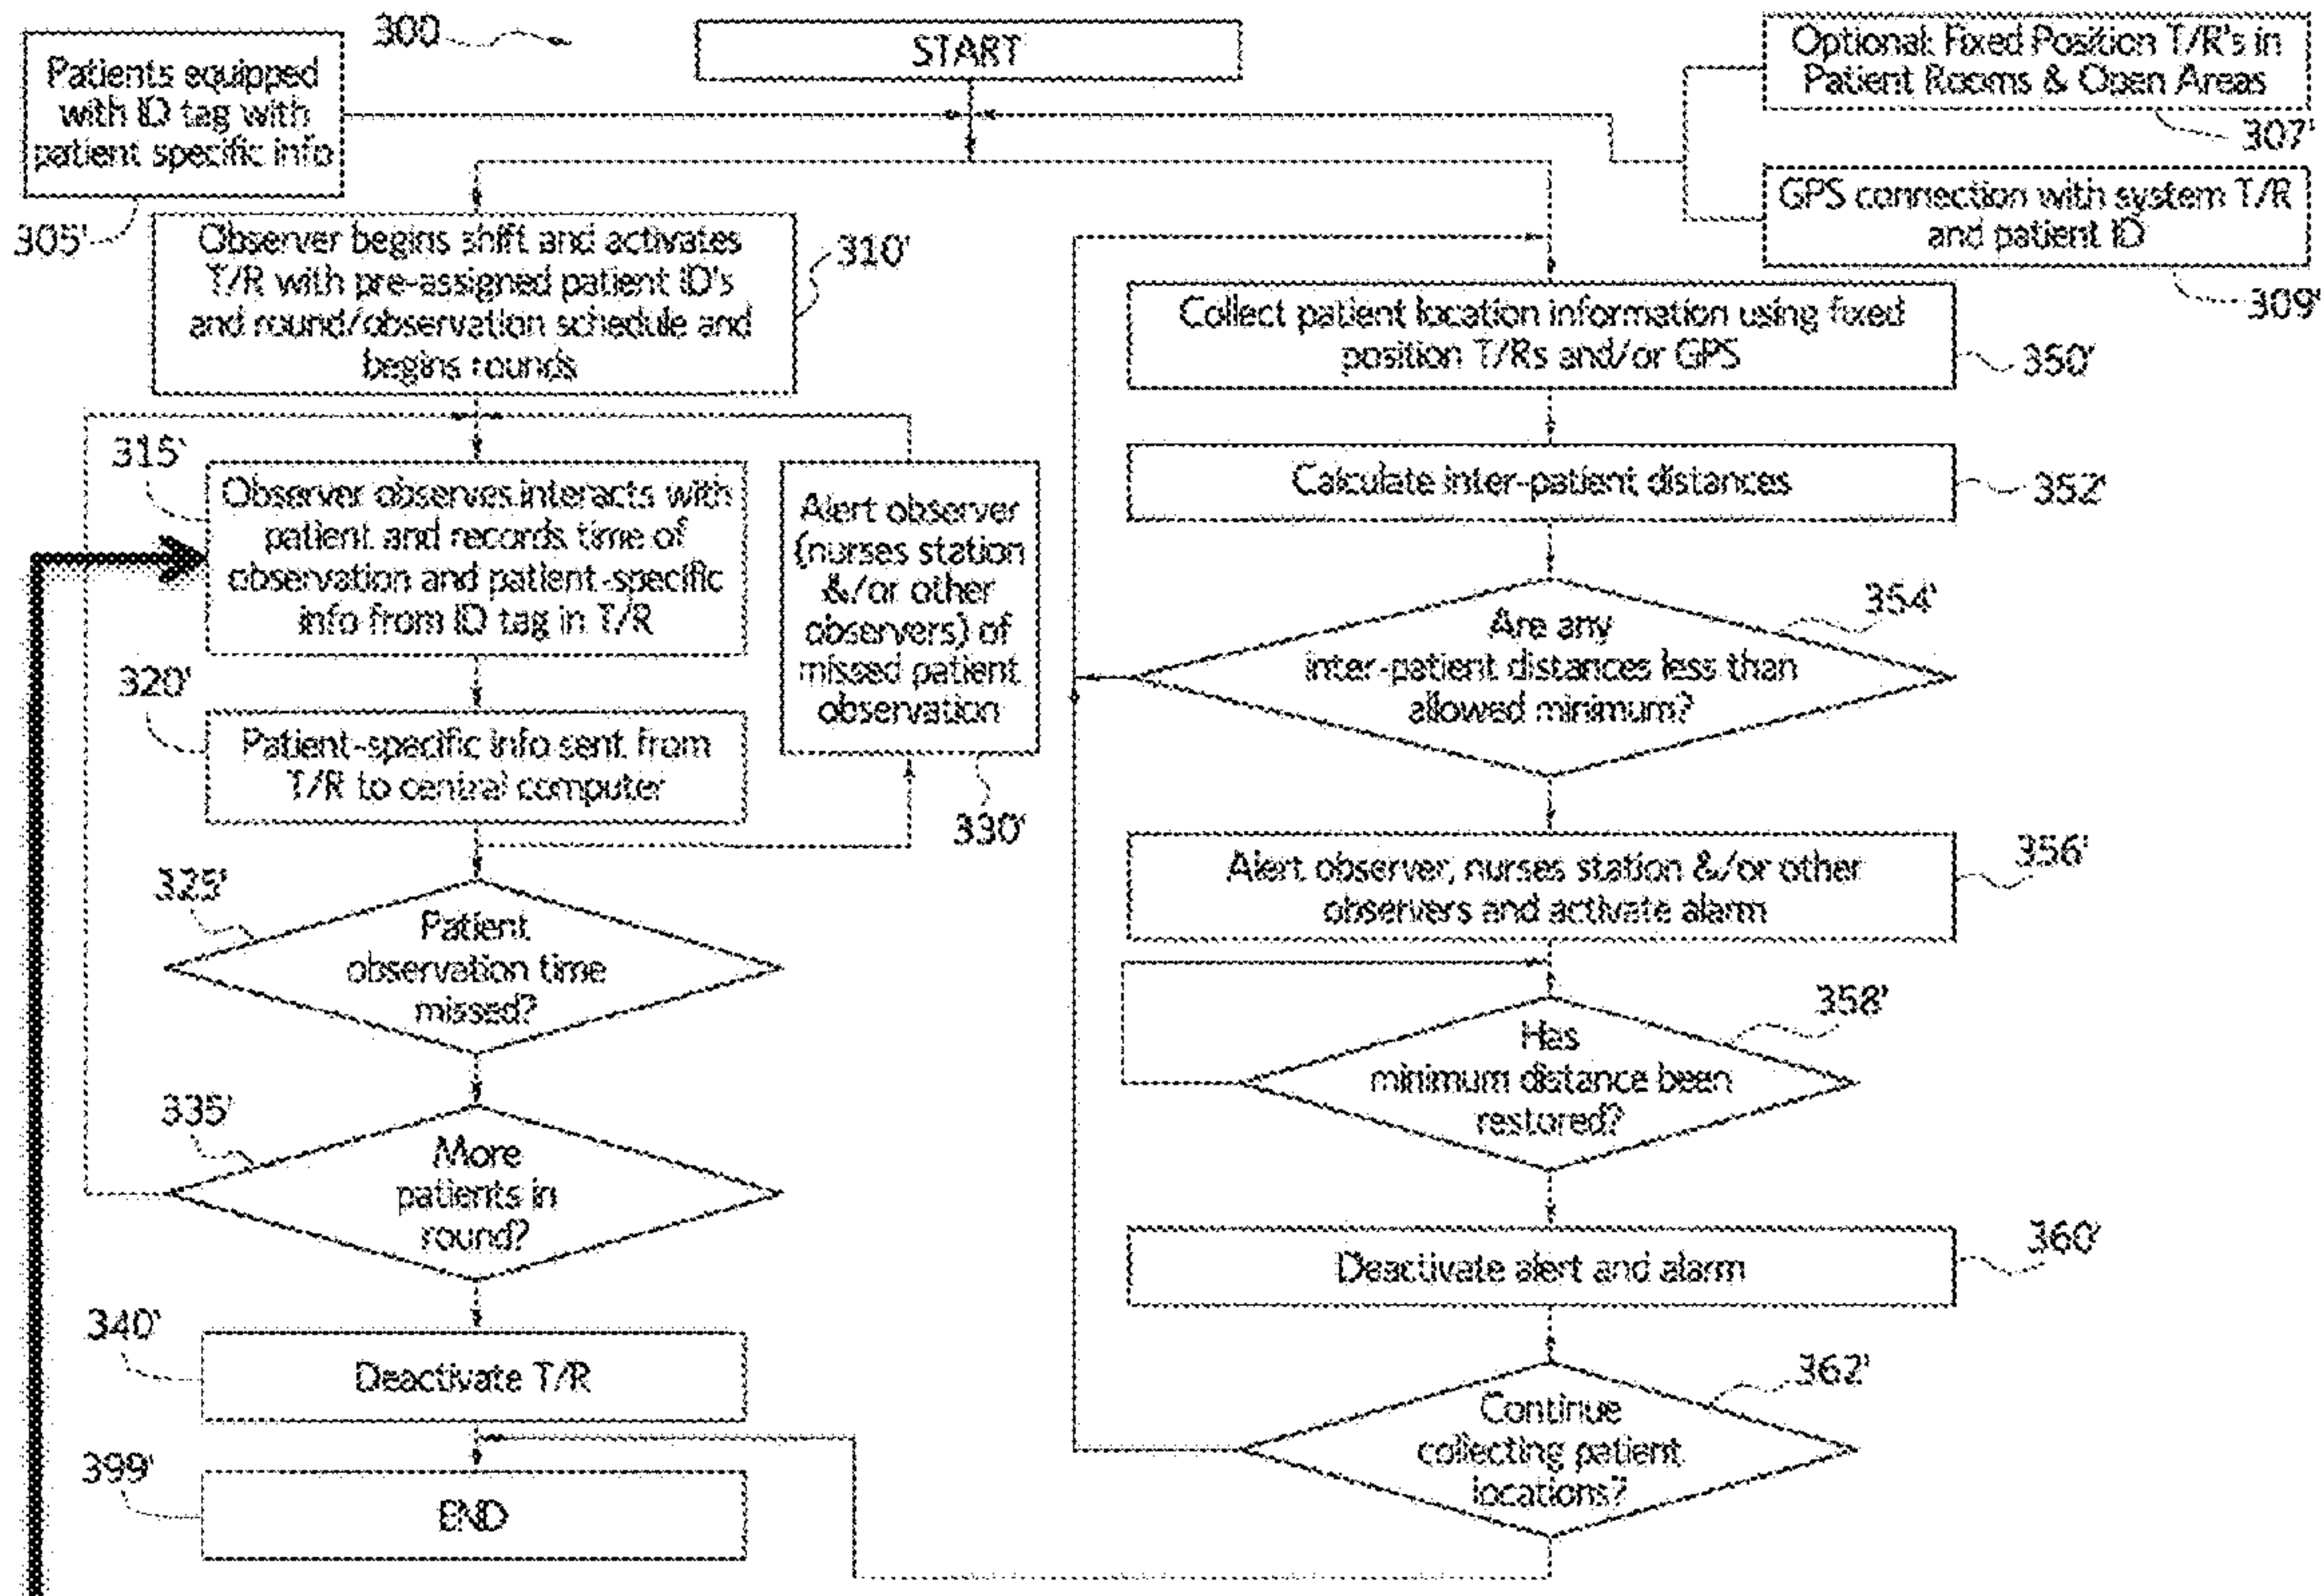 300
START
Patients equipped
with ID tag with
patient specific info
305'
Optional: Fixed Position T/R's in
Patient Rooms & Open Areas
307'
GPS connection with system T/R
and patient ID
309'
Observer begins shift and activates
T/R with pre-assigned patient ID's
and round/observation schedule and
begins rounds
310'
315'
Observer observes interacts with
patient and records time of
observation and patient-specific
info from ID tag in T/R
320'
Patient-specific info sent from
T/R to central computer
Alert observer
(nurses station
&/or other
observers) of
missed patient
observation
330'
325'
Patient
observation time
missed?
335'
More
patients in
round?
340'
Deactivate T/R
399'
END
Collect patient location information using fixed
position T/Rs and/or GPS
350'
Calculate inter-patient distances
352'
354'
Are any
inter-patient distances less than
allowed minimum?
356'
Alert observer, nurses station &/or other
observers and activate alarm
358'
Has
minimum distance been
restored?
360'
Deactivate alert and alarm
362'
Continue
collecting patient
locations?